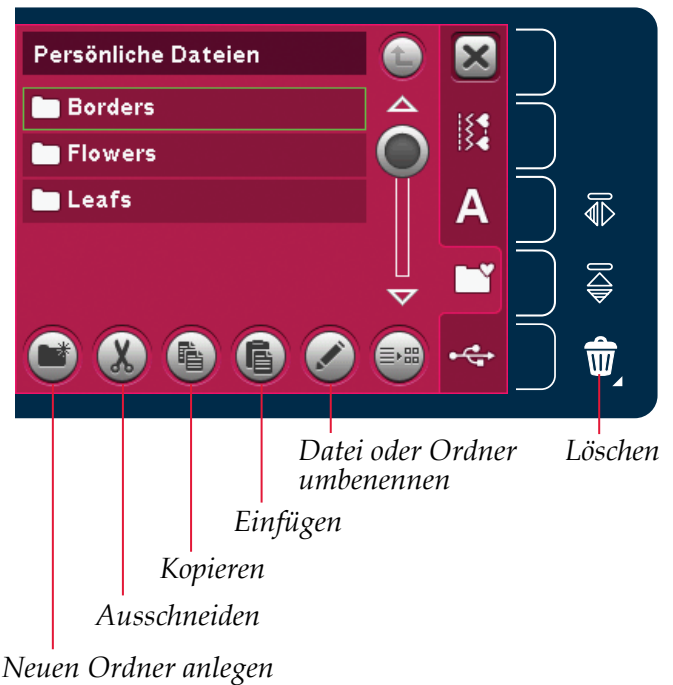 Persönliche Dateien
Borders
Flowers
Leafs
A
Datei oder Ordner
umbenennen
Löschen
Einfügen
Kopieren
Ausschneiden
Neuen Ordner anlegen